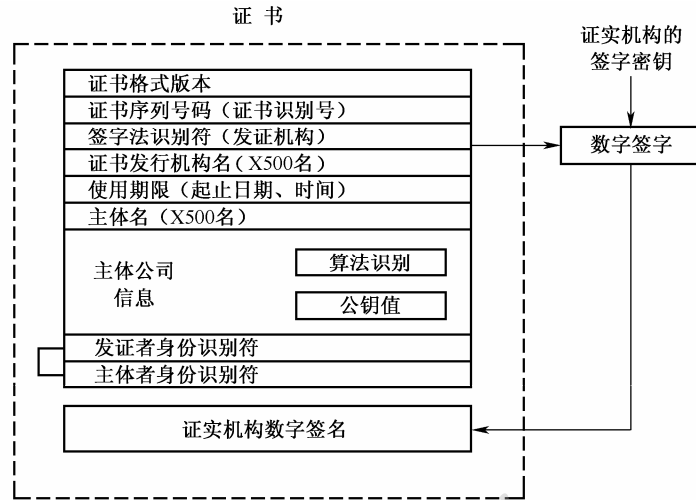 证 书
证实机构的
签字密钥
证书格式版本
证书序列号码（证书识别号）
签字法识别符（发证机构）
数字签字
证书发行机构名（X500名）
使用期限（起止日期、时间）
主体名（X500名）
主体公司
信息
算法识别
公钥值
发证者身份识别符
主体者身份识别符
证实机构数字签名